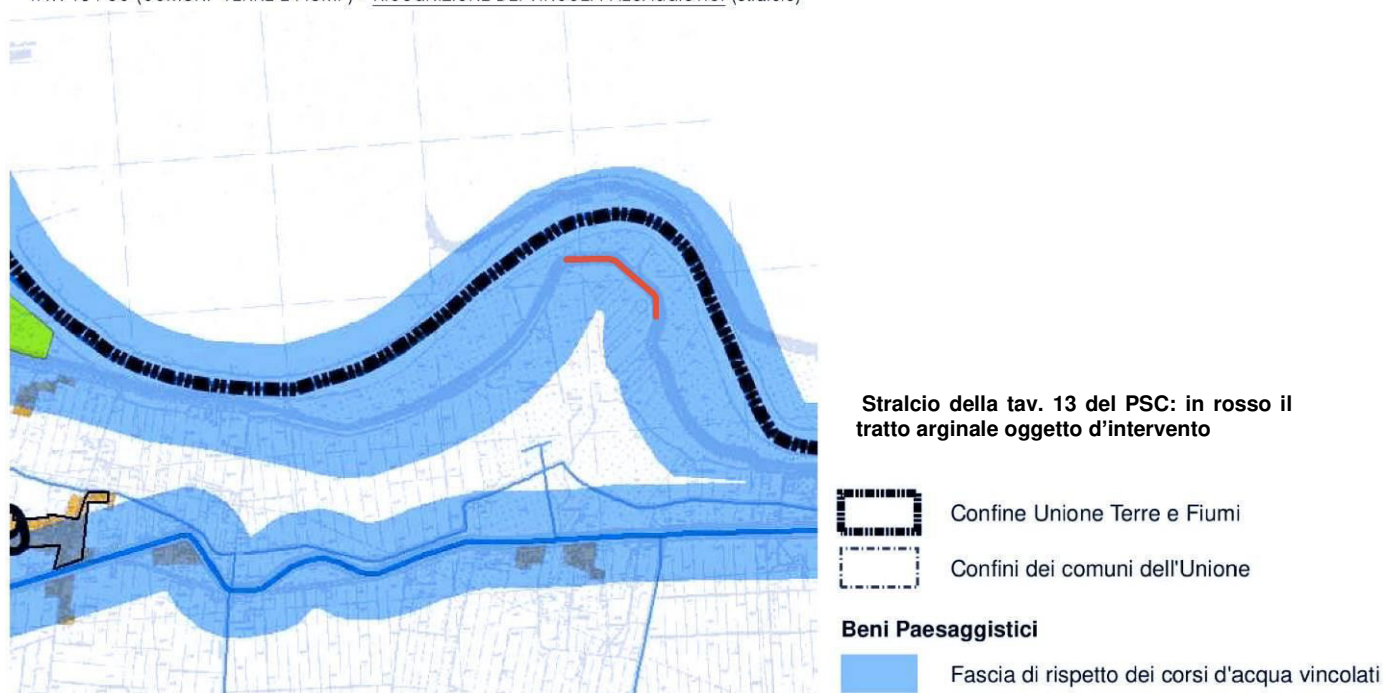 (stralcio)
Stralcio della tav. 13 del PSC: in rosso il
tratto arginale oggetto d'intervento
Confine Unione Terre e Fiumi
Confini dei comuni dell'Unione
Beni Paesaggistici
Fascia di rispetto dei corsi d'acqua vincolati